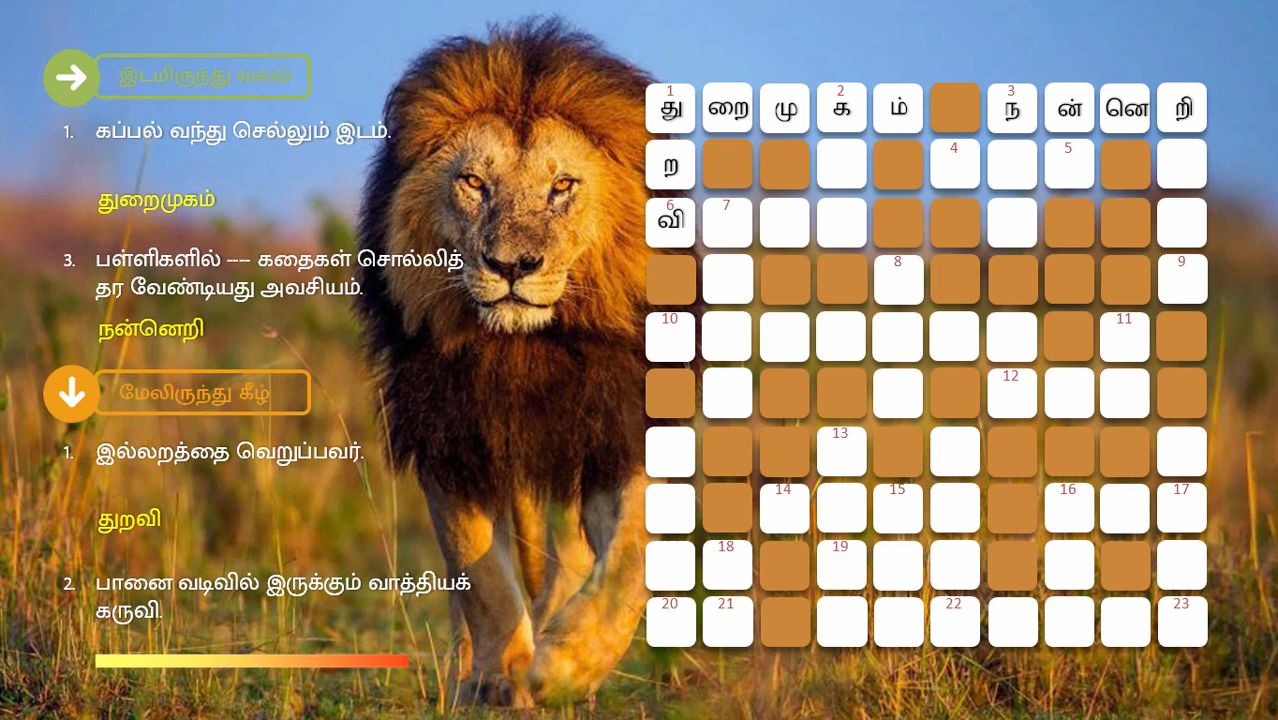 இடமிருந்து வலம்
1. கப்பல் வந்து செல்லும் இடம்.
துறைமுகம்
3. பள்ளிகளில் ---- கதைகள் சொல்லித்
தர வேண்டியது அவசியம்.
நன்னெறி
மேலிருந்து கீழ்
1. இல்லறத்தை வெறுப்பவர்.
துறவி
2. பானை வடிவில் இருக்கும் வாத்தியக்
கருவி.
1 2 3
து றை மு க ம் ந ன் னெ றி
4 5
ற
6 7
வி
8 9
10 11
12
13
14 15 16 17
18 19
20 21 22 23